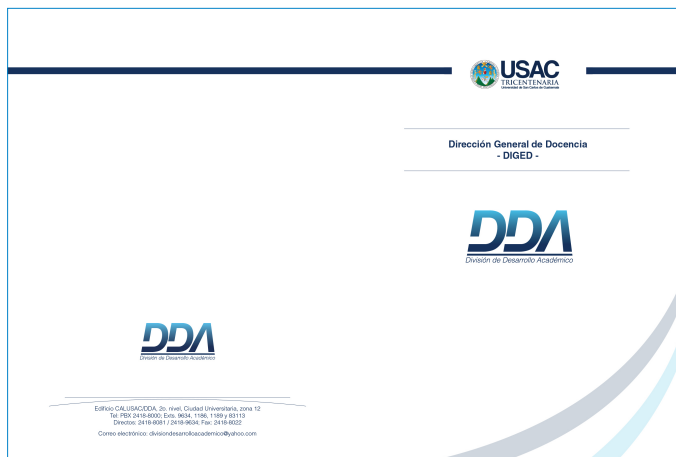 USAC
TRICENTENARIA
Universidad de San Carlos de Guatemala
Dirección General de Docencia
- DIGED -
DDA
División de Desarrollo Académico
DDA
División de Desarrollo Académico
Edificio CALUSAC/DDA, 2o. nivel, Ciudad Universitaria, zona 12
Tel: PBX 2418-8000; Exts. 9634, 1186, 1189 y 83113
Directos: 2418-8081 / 2418-9634; Fax: 2418-8022
Correo electrónico: divisiondesarrolloacademico@yahoo.com